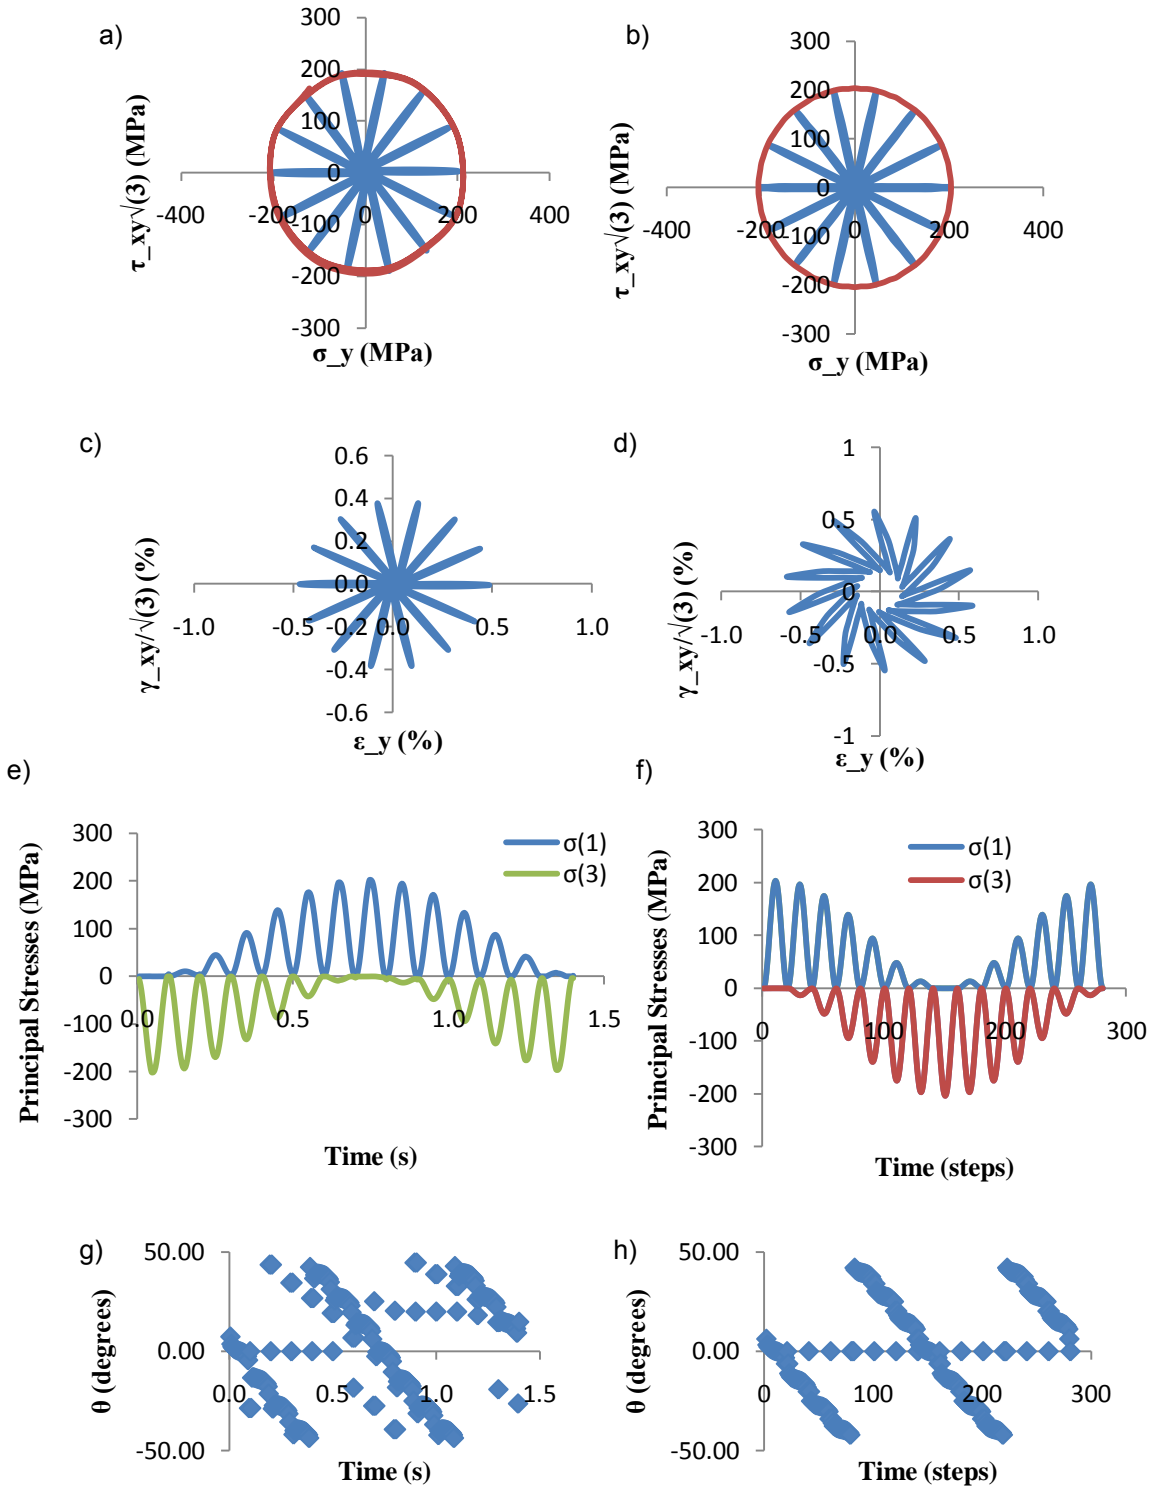 a)
300
200
100
0
-100
-200
-300
-400
-200
0
200
400
τ_xy√(3) (MPa)
σ_y (MPa)
b)
300
200
100
0
-100
-200
-300
-400
-200
0
200
400
τ_xy√(3) (MPa)
σ_y (MPa)
c)
0.6
0.4
0.2
0.0
-0.2
-0.4
-0.6
-1.0
-0.5
0.0
0.5
1.0
γ_xy/√(3) (%)
ε_y (%)
d)
1
0.5
0
-0.5
-1
-1.0
-0.5
0.0
0.5
1.0
γ_xy/√(3) (%)
ε_y (%)
e)
300
200
100
0
-100
-200
-300
0.0
0.5
1.0
1.5
σ(1)
σ(3)
Principal Stresses (MPa)
Time (s)
f)
300
200
100
0
-100
-200
-300
0
100
200
300
σ(1)
σ(3)
Principal Stresses (MPa)
Time (steps)
g)
50.00
0.00
-50.00
0.0
0.5
1.0
1.5
θ (degrees)
Time (s)
h)
50.00
0.00
-50.00
0
100
200
300
θ (degrees)
Time (steps)